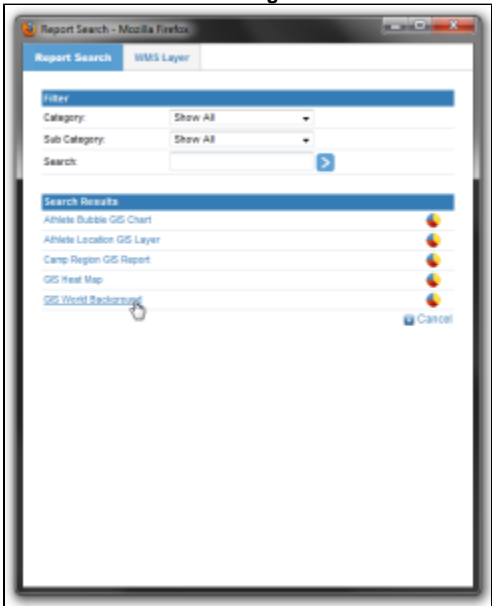 Report Search - Mozilla Firefox
Report Search WMS Layer
Filter
Category: Show All
Sub Category: Show All
Search:
Search Results
Athlete Bubble GIS Chart
Athlete Location GIS Layer
Camp Region GIS Report
GIS Heat Map
GIS World Background
Cancel